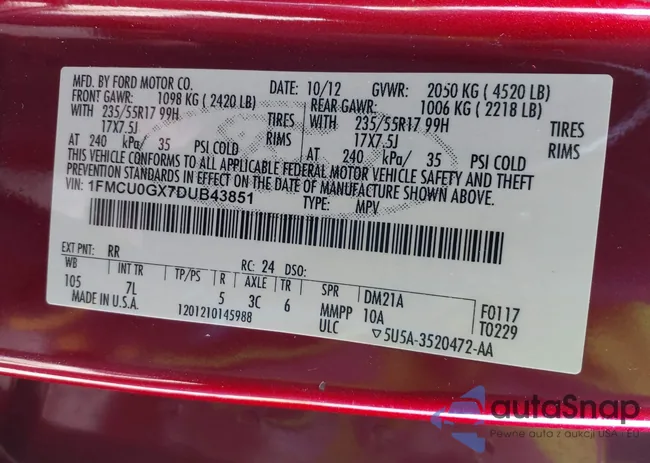 MFD. BY FORD MOTOR CO. DATE: 10/12 GVWR: 2050 KG ( 4520 LB)
FRONT GAWR: 1098 KG ( 2420 LB) REAR GAWR: 1006 KG ( 2218 LB)
WITH 235/55R17 99H TIRES WITH 235/55R17 99H TIRES
17X7.5J RIMS 17X7.5J RIMS
AT 240 kPa/ 35 PSI COLD AT 240 kPa/ 35 PSI COLD
THIS VEHICLE CONFORMS TO ALL APPLICABLE FEDERAL MOTOR VEHICLE SAFETY AND THEFT
PREVENTION STANDARDS IN EFFECT ON THE DATE OF MANUFACTURE SHOWN ABOVE.
VIN: 1FMCU0GX7DUB43851 TYPE: MPV
EXT PNT: RR RC: 24 DSO:
WB INT TR TP/PS R AXLE TR SPR DM21A F0117
105 7L 5 3C 6 MMPP 10A T0229
MADE IN U.S.A. 1201210145988 ULC 5U5A-3520472-AA
autaSnap
Pewne auto z aukcji USA i EU